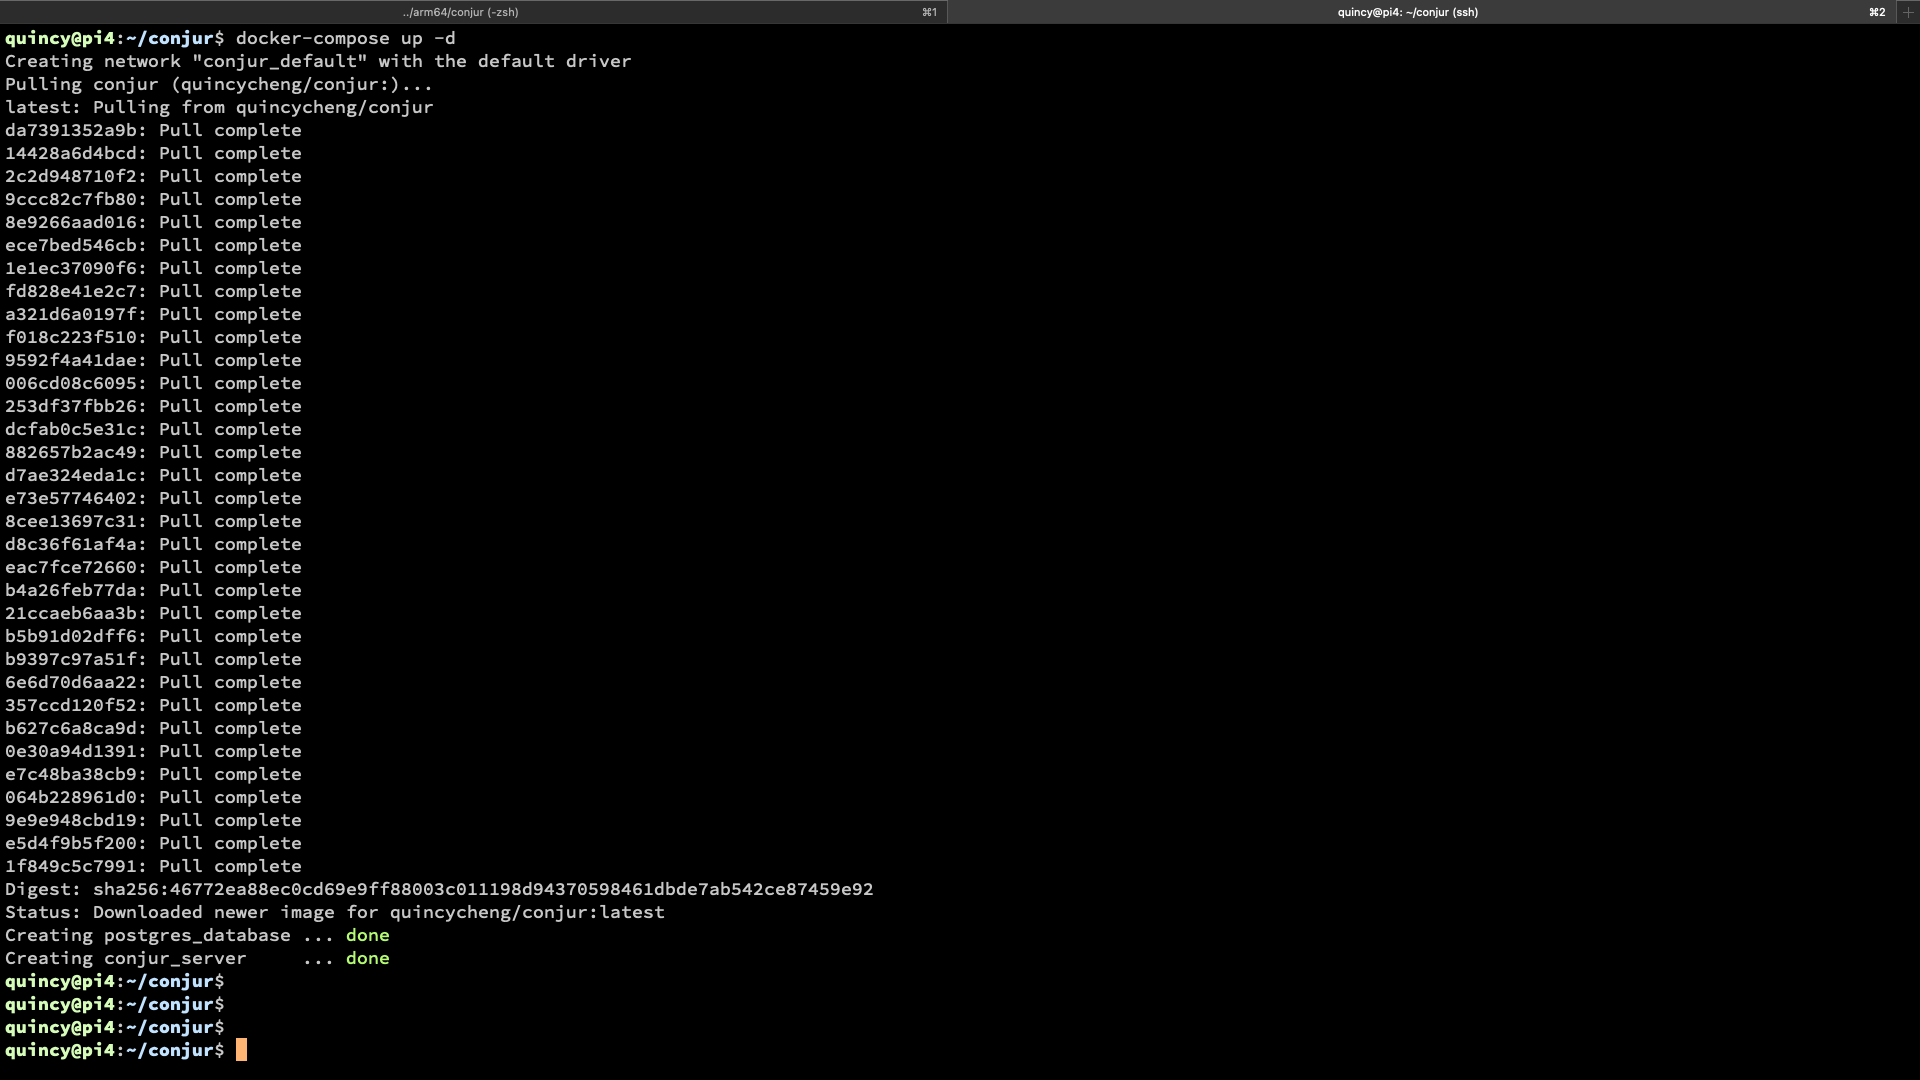 ../arm64/conjur (-zsh) ⌘1 quincy@pi4: ~/conjur (ssh) ⌘2
quincy@pi4:~/conjur$ docker-compose up -d
Creating network "conjur_default" with the default driver
Pulling conjur (quincycheng/conjur:)...
latest: Pulling from quincycheng/conjur
da7391352a9b: Pull complete
14428a6d4bcd: Pull complete
2c2d948710f2: Pull complete
9ccc82c7fb80: Pull complete
8e9266aad016: Pull complete
ece7bed546cb: Pull complete
1e1ec37090f6: Pull complete
fd828e41e2c7: Pull complete
a321d6a0197f: Pull complete
f018c223f510: Pull complete
9592f4a41dae: Pull complete
006cd08c6095: Pull complete
253df37fbb26: Pull complete
dcfab0c5e31c: Pull complete
882657b2ac49: Pull complete
d7ae324eda1c: Pull complete
e73e57746402: Pull complete
8cee13697c31: Pull complete
d8c36f61af4a: Pull complete
eac7fce72660: Pull complete
b4a26feb77da: Pull complete
21ccaeb6aa3b: Pull complete
b5b91d02dff6: Pull complete
b9397c97a51f: Pull complete
6e6d70d6aa22: Pull complete
357ccd120f52: Pull complete
b627c6a8ca9d: Pull complete
0e30a94d1391: Pull complete
e7c48ba38cb9: Pull complete
064b228961d0: Pull complete
9e9e948cbd19: Pull complete
e5d4f9b5f200: Pull complete
1f849c5c7991: Pull complete
Digest: sha256:46772ea88ec0cd69e9ff88003c011198d94370598461dbde7ab542ce87459e92
Status: Downloaded newer image for quincycheng/conjur:latest
Creating postgres_database ... done
Creating conjur_server     ... done
quincy@pi4:~/conjur$
quincy@pi4:~/conjur$
quincy@pi4:~/conjur$
quincy@pi4:~/conjur$